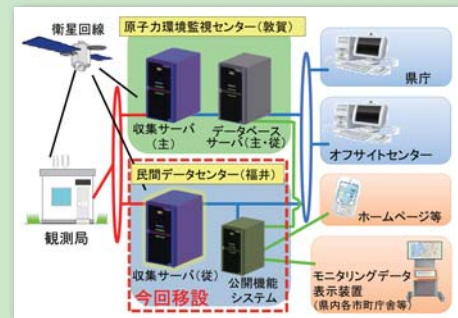 原子力環境監視センター(敦賀)
衛星回線
収集サーバ
(主)
データベース
サーバ(主・従)
県庁
オフサイトセンター
観測局
民間データセンター(福井)
収集サーバ(従)
今回移設
公開機能
システム
ホームページ等
モニタリングデータ
表示装置
(県内各市町庁舎等)